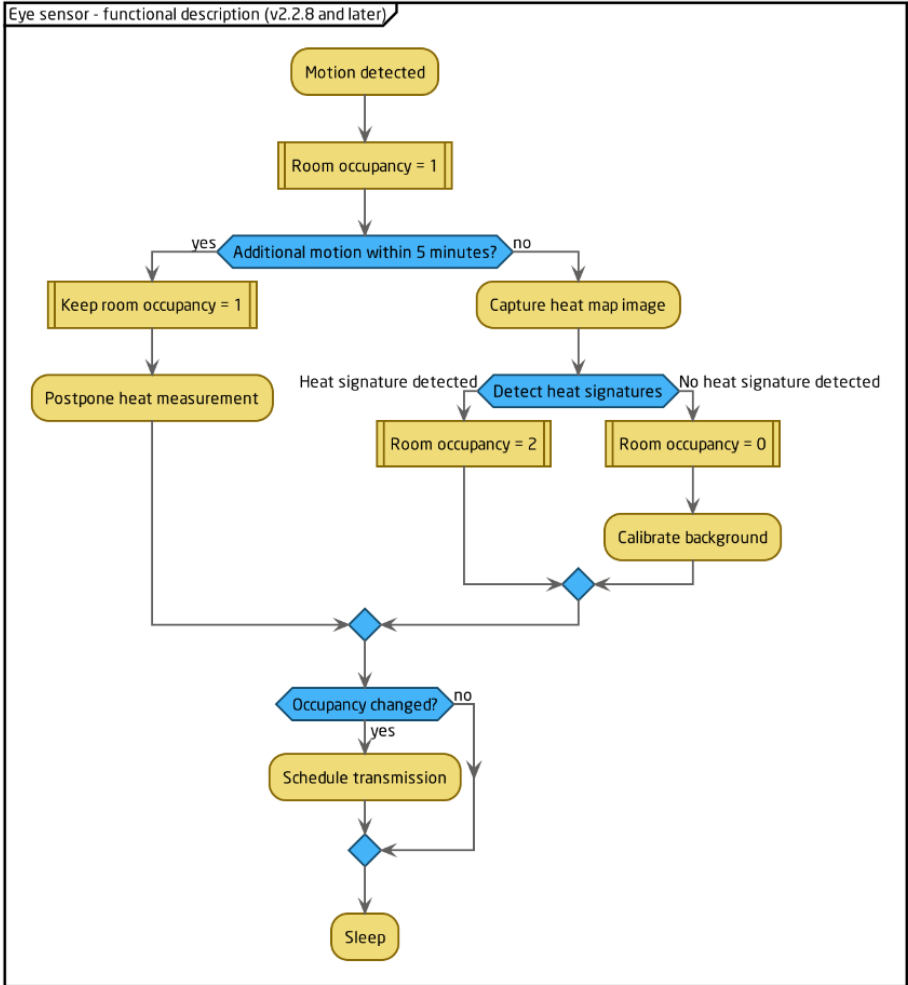 Eye sensor - functional description (v2.2.8 and later)
Motion detected
Room occupancy = 1
yes
Additional motion within 5 minutes?
no
Keep room occupancy = 1
Capture heat map image
Postpone heat measurement
Heat signature detected
Detect heat signatures
No heat signature detected
Room occupancy = 2
Room occupancy = 0
Calibrate background
Occupancy changed?
no
yes
Schedule transmission
Sleep